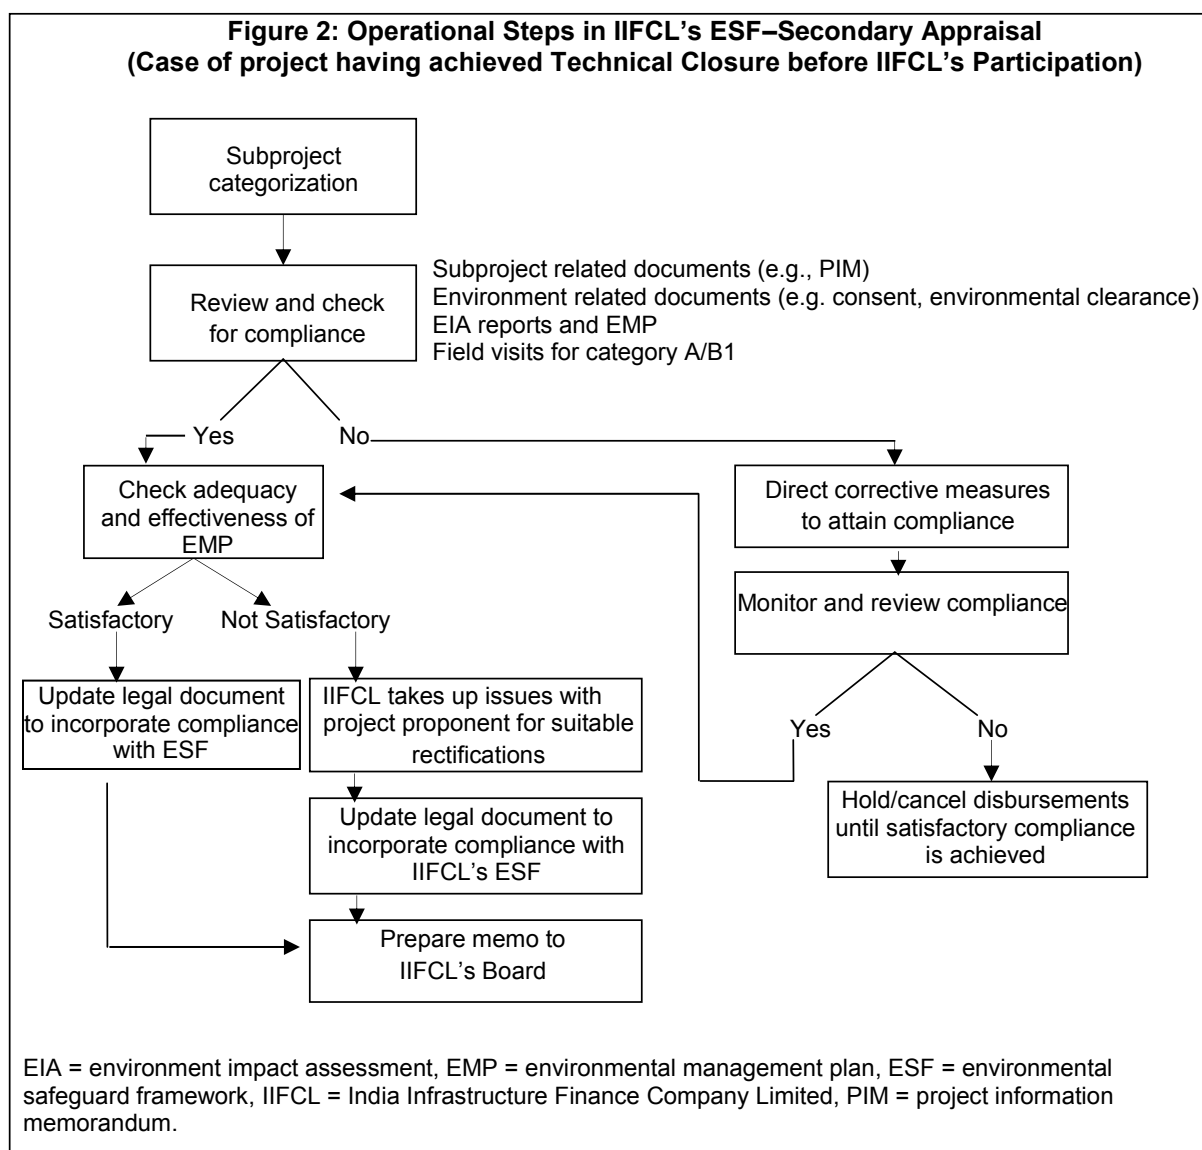 Figure 2: Operational Steps in IIFCL's ESF–Secondary Appraisal
(Case of project having achieved Technical Closure before IIFCL's Participation)
Subproject
categorization
Review and check
for compliance
Subproject related documents (e.g., PIM)
Environment related documents (e.g. consent, environmental clearance)
EIA reports and EMP
Field visits for category A/B1
Yes
No
Check adequacy
and effectiveness of
EMP
Direct corrective measures
to attain compliance
Monitor and review compliance
Satisfactory
Not Satisfactory
Update legal document
to incorporate compliance
with ESF
IIFCL takes up issues with
project proponent for suitable
rectifications
Yes
No
Hold/cancel disbursements
until satisfactory compliance
is achieved
Update legal document to
incorporate compliance with
IIFCL's ESF
Prepare memo to
IIFCL's Board
EIA = environment impact assessment, EMP = environmental management plan, ESF = environmental
safeguard framework, IIFCL = India Infrastructure Finance Company Limited, PIM = project information
memorandum.